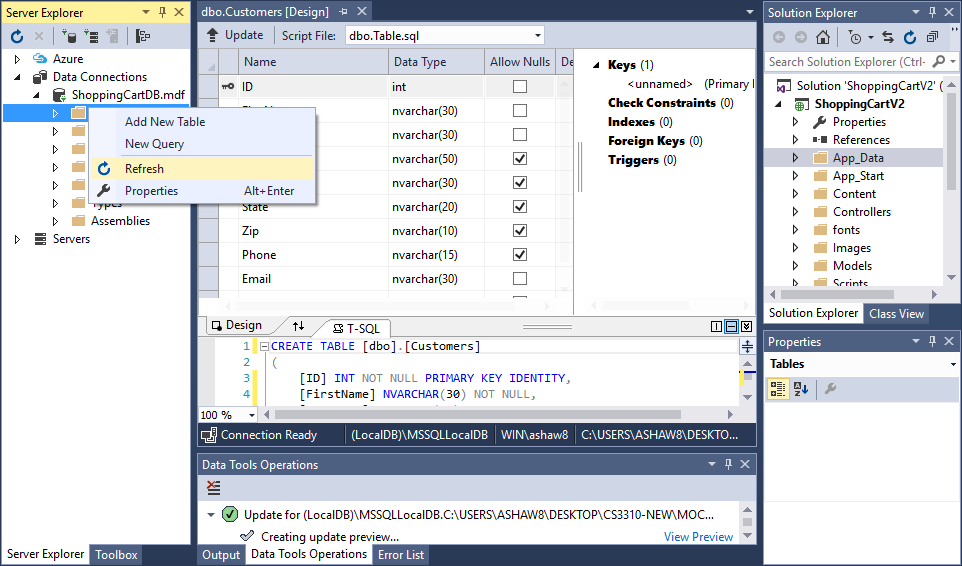 Server Explorer
Azure
Data Connections
ShoppingCartDB.mdf
Add New Table
New Query
Refresh
Properties Alt+Enter
Types
Assemblies
Servers
Server Explorer Toolbox
dbo.Customers [Design]
Update Script File: dbo.Table.sql
Name Data Type Allow Nulls De
ID int
nvarchar(30)
nvarchar(30)
nvarchar(50)
nvarchar(30)
State nvarchar(20)
Zip nvarchar(10)
Phone nvarchar(15)
Email nvarchar(30)
Keys (1)
<unnamed> (Primary
Check Constraints (0)
Indexes (0)
Foreign Keys (0)
Triggers (0)
Design T-SQL
1 CREATE TABLE [dbo].[Customers]
2 (
3 [ID] INT NOT NULL PRIMARY KEY IDENTITY,
4 [FirstName] NVARCHAR(30) NOT NULL,
100 %
Connection Ready (LocalDB)\MSSQLLocalDB WIN\ashaw8 C:\USERS\ASHAW8\DESKTO...
Data Tools Operations
Update for (LocalDB)\MSSQLLocalDB.C:\USERS\ASHAW8\DESKTOP\CS3310-NEW\MOC...
Creating update preview... View Preview
Output Data Tools Operations Error List
Solution Explorer
Search Solution Explorer (Ctrl-
Solution 'ShoppingCartV2' (
ShoppingCartV2
Properties
References
App_Data
App_Start
Content
Controllers
fonts
Images
Models
Scripts
Solution Explorer Class View
Properties
Tables